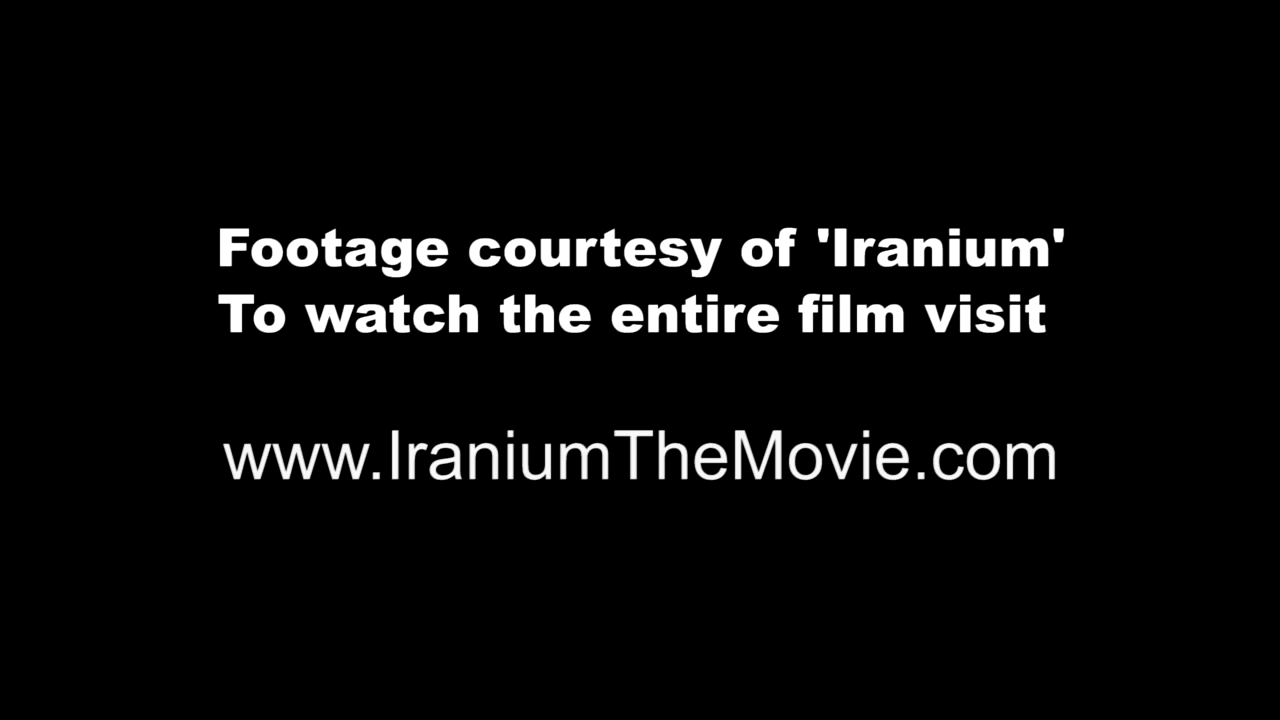 Footage courtesy of 'Iranium'
To watch the entire film visit
www.IraniumTheMovie.com